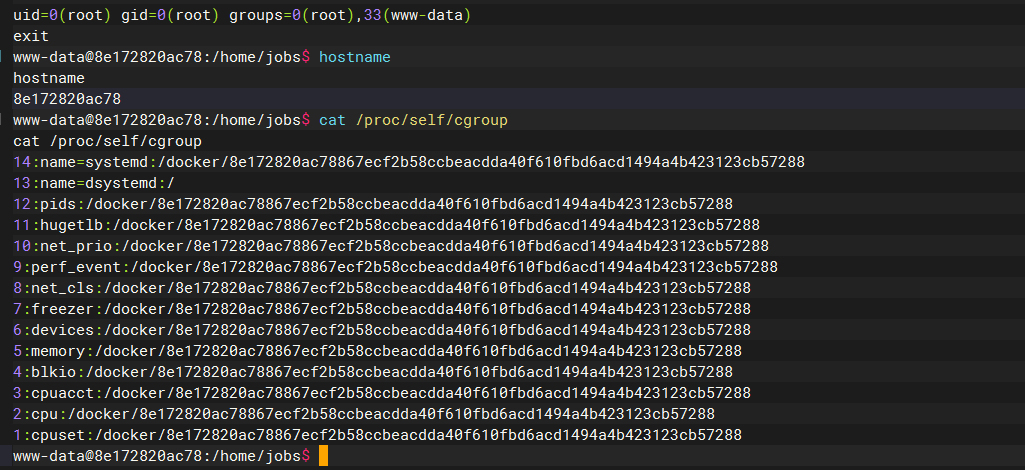 uid=0(root) gid=0(root) groups=0(root),33(www-data)
exit
www-data@8e172820ac78:/home/jobs$ hostname
hostname
8e172820ac78
www-data@8e172820ac78:/home/jobs$ cat /proc/self/cgroup
cat /proc/self/cgroup
14:name=systemd:/docker/8e172820ac78867ecf2b58ccbeacdda40f610fbd6acd1494a4b423123cb57288
13:name=dsystemd:/
12:pids:/docker/8e172820ac78867ecf2b58ccbeacdda40f610fbd6acd1494a4b423123cb57288
11:hugetlb:/docker/8e172820ac78867ecf2b58ccbeacdda40f610fbd6acd1494a4b423123cb57288
10:net_prio:/docker/8e172820ac78867ecf2b58ccbeacdda40f610fbd6acd1494a4b423123cb57288
9:perf_event:/docker/8e172820ac78867ecf2b58ccbeacdda40f610fbd6acd1494a4b423123cb57288
8:net_cls:/docker/8e172820ac78867ecf2b58ccbeacdda40f610fbd6acd1494a4b423123cb57288
7:freezer:/docker/8e172820ac78867ecf2b58ccbeacdda40f610fbd6acd1494a4b423123cb57288
6:devices:/docker/8e172820ac78867ecf2b58ccbeacdda40f610fbd6acd1494a4b423123cb57288
5:memory:/docker/8e172820ac78867ecf2b58ccbeacdda40f610fbd6acd1494a4b423123cb57288
4:blkio:/docker/8e172820ac78867ecf2b58ccbeacdda40f610fbd6acd1494a4b423123cb57288
3:cpuacct:/docker/8e172820ac78867ecf2b58ccbeacdda40f610fbd6acd1494a4b423123cb57288
2:cpu:/docker/8e172820ac78867ecf2b58ccbeacdda40f610fbd6acd1494a4b423123cb57288
1:cpuset:/docker/8e172820ac78867ecf2b58ccbeacdda40f610fbd6acd1494a4b423123cb57288
www-data@8e172820ac78:/home/jobs$